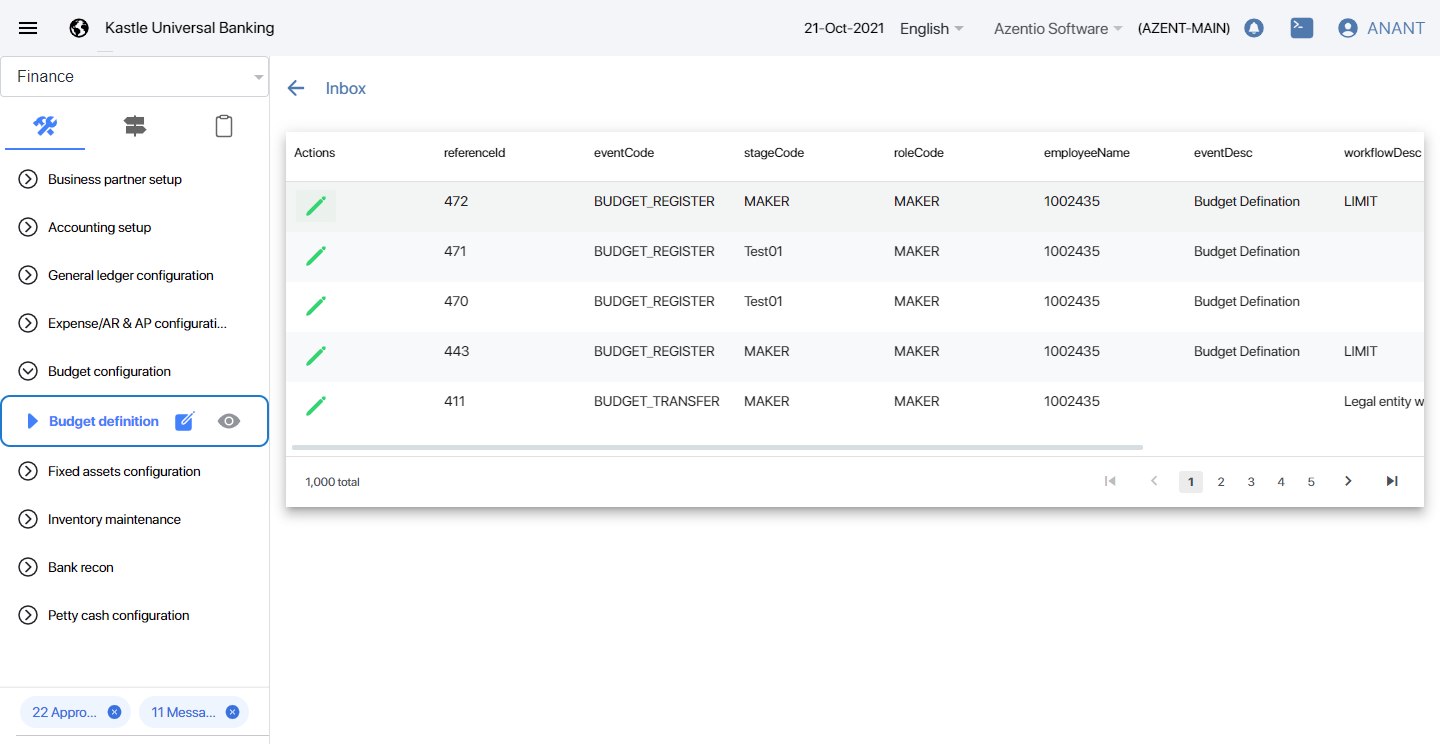 Kastle Universal Banking
21-Oct-2021 English Azentio Software (AZENT-MAIN) ANANT
Finance
Business partner setup
Accounting setup
General ledger configuration
Expense/AR & AP configurati...
Budget configuration
Budget definition
Fixed assets configuration
Inventory maintenance
Bank recon
Petty cash configuration
22 Appro... 11 Messa...
Inbox
Actions referenceId eventCode stageCode roleCode employeeName eventDesc workflowDesc
472 BUDGET_REGISTER MAKER MAKER 1002435 Budget Defination LIMIT
471 BUDGET_REGISTER Test01 MAKER 1002435 Budget Defination
470 BUDGET_REGISTER Test01 MAKER 1002435 Budget Defination
443 BUDGET_REGISTER MAKER MAKER 1002435 Budget Defination LIMIT
411 BUDGET_TRANSFER MAKER MAKER 1002435 Legal entity w
1,000 total 1 2 3 4 5